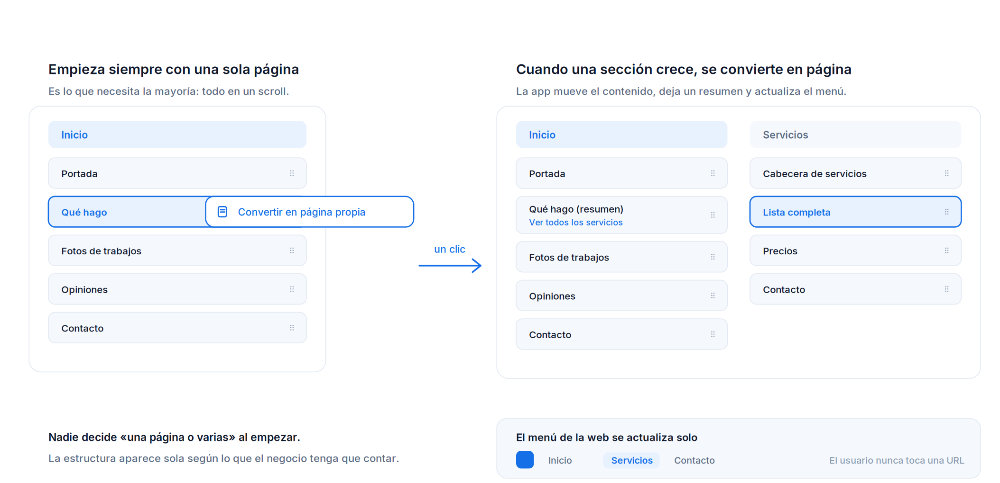 Empieza siempre con una sola página
Es lo que necesita la mayoría: todo en un scroll.
Inicio
Portada
Qué hago
Convertir en página propia
Fotos de trabajos
Opiniones
Contacto
un clic
Cuando una sección crece, se convierte en página
La app mueve el contenido, deja un resumen y actualiza el menú.
Inicio
Portada
Qué hago (resumen)
Ver todos los servicios
Fotos de trabajos
Opiniones
Contacto
Servicios
Cabecera de servicios
Lista completa
Precios
Contacto
Nadie decide «una página o varias» al empezar.
La estructura aparece sola según lo que el negocio tenga que contar.
El menú de la web se actualiza solo
Inicio Servicios Contacto El usuario nunca toca una URL